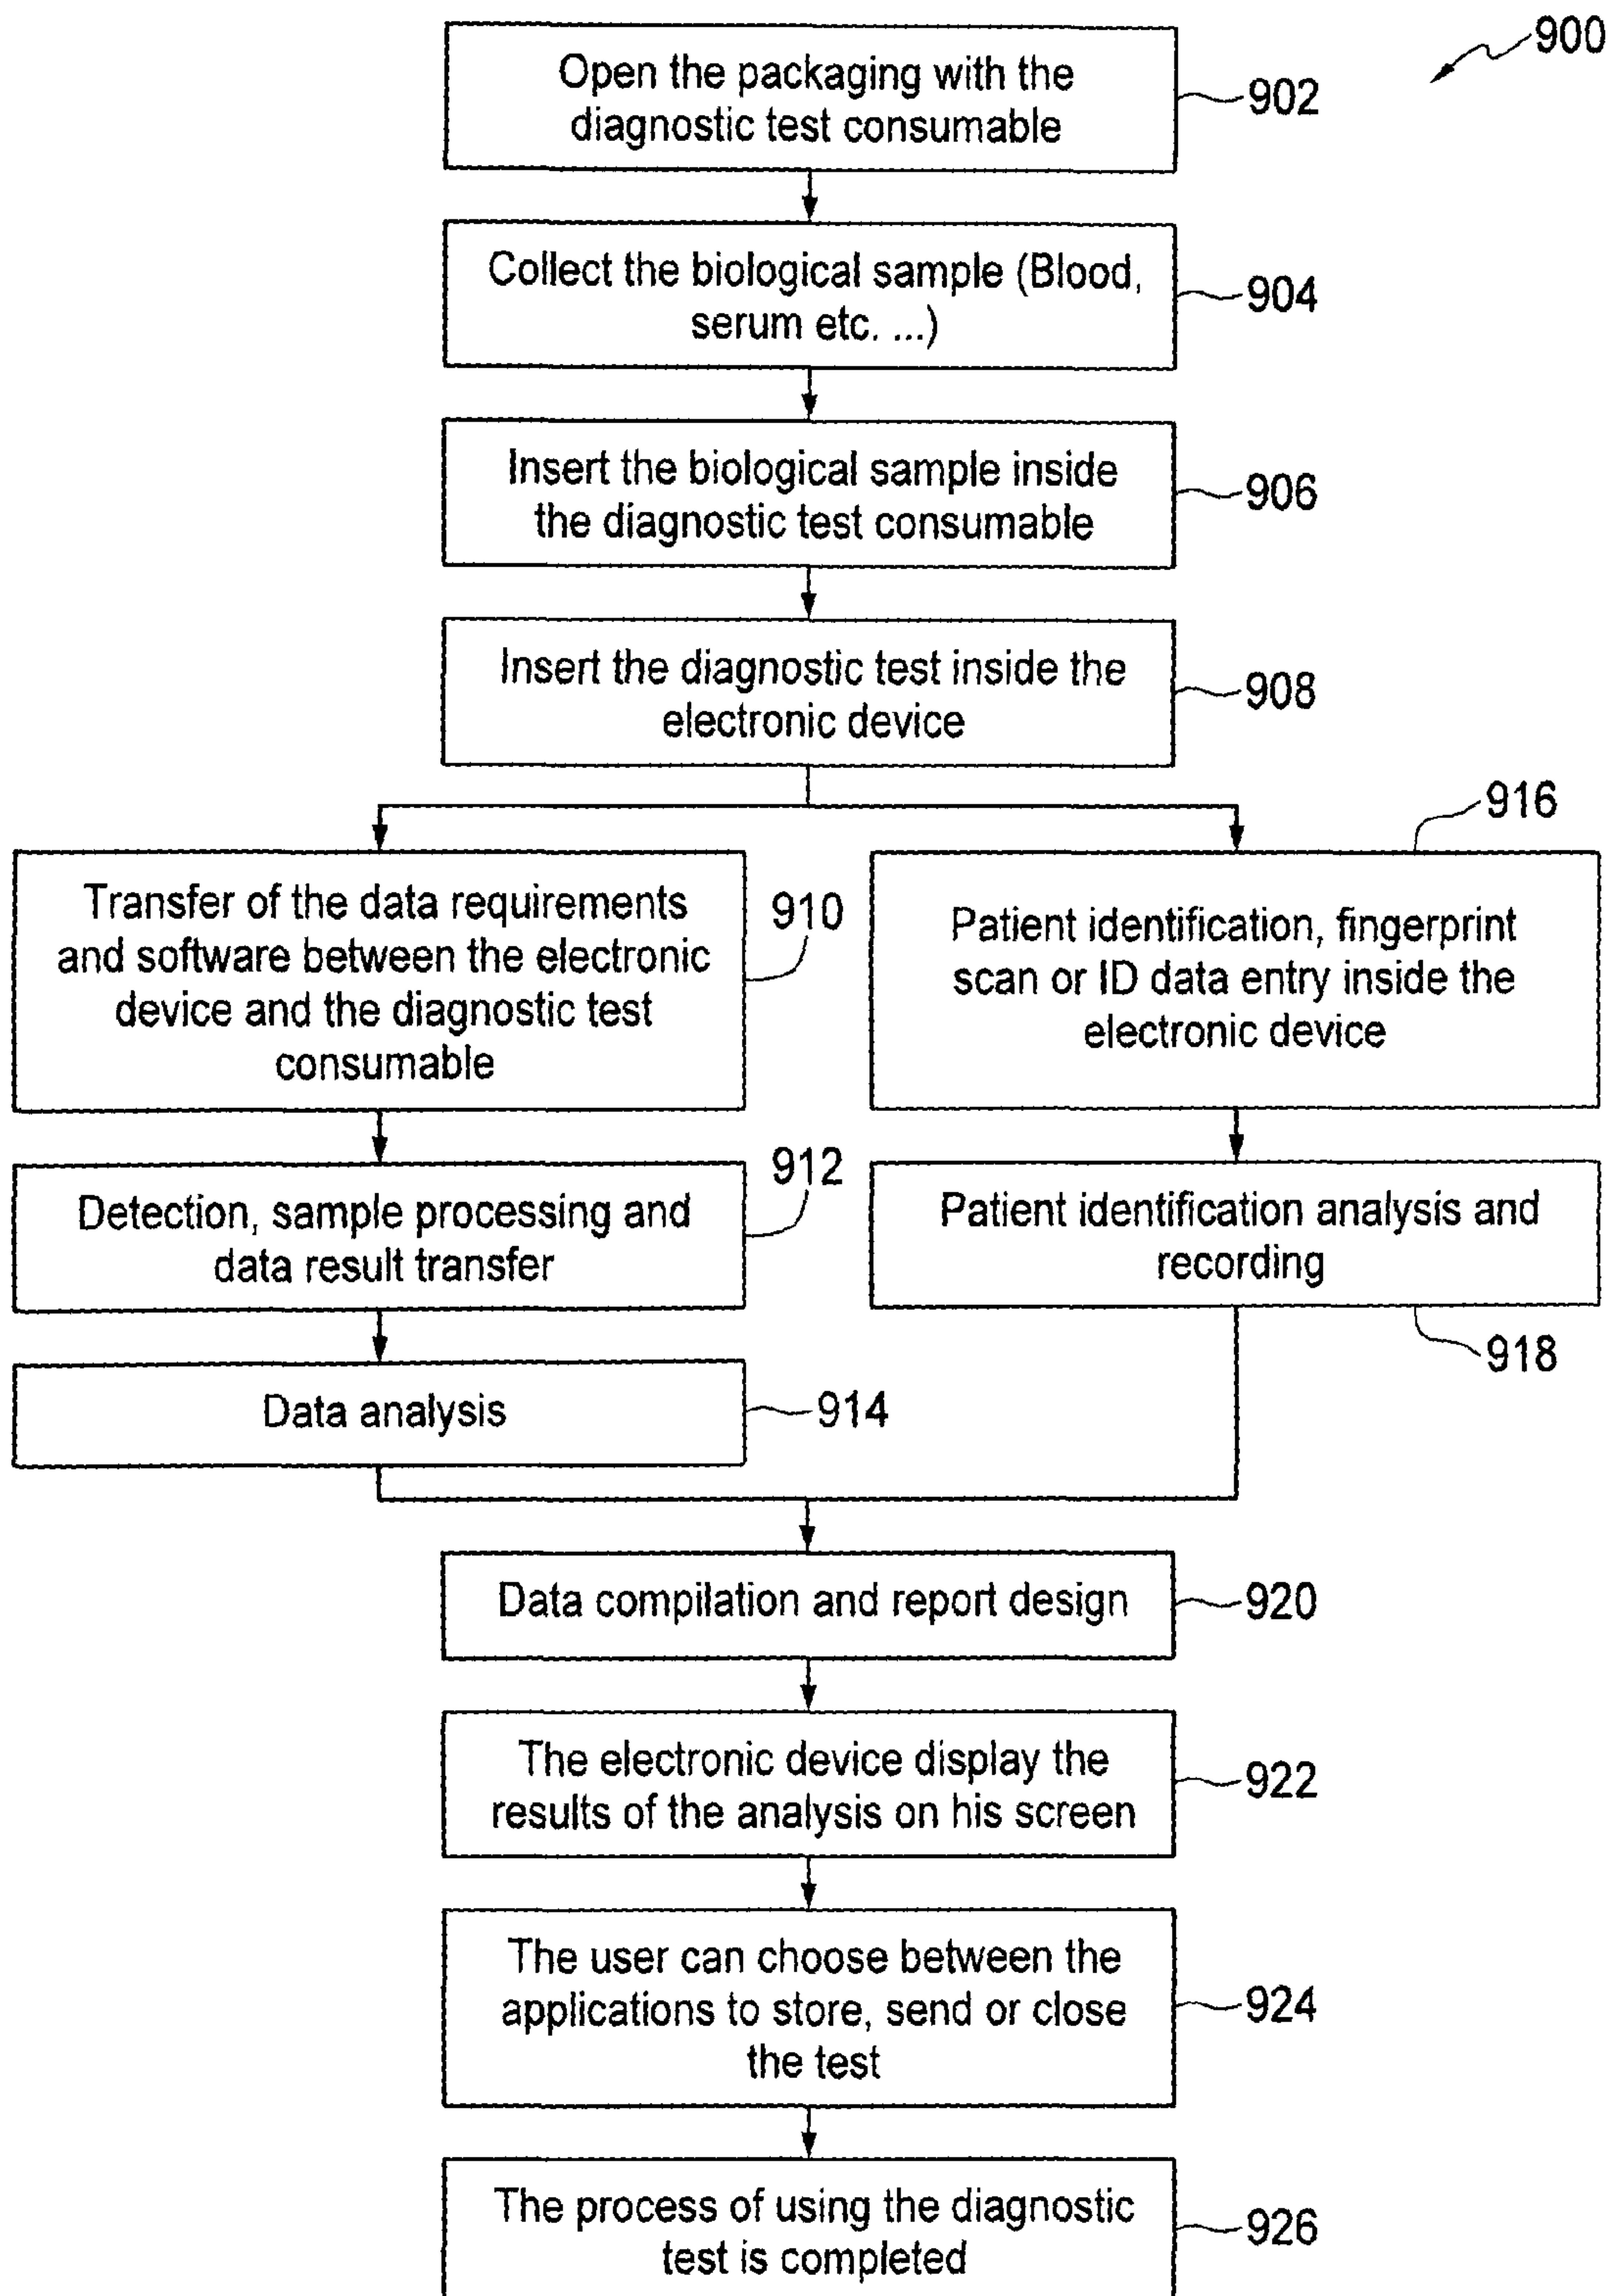 900
Open the packaging with the
diagnostic test consumable
902
Collect the biological sample (Blood,
serum etc. ...)
904
Insert the biological sample inside
the diagnostic test consumable
906
Insert the diagnostic test inside the
electronic device
908
Transfer of the data requirements
and software between the electronic
device and the diagnostic test
consumable
910
916
Patient identification, fingerprint
scan or ID data entry inside the
electronic device
Detection, sample processing and
data result transfer
912
Patient identification analysis and
recording
918
Data analysis
914
Data compilation and report design
920
The electronic device display the
results of the analysis on his screen
922
The user can choose between the
applications to store, send or close
the test
924
The process of using the diagnostic
test is completed
926